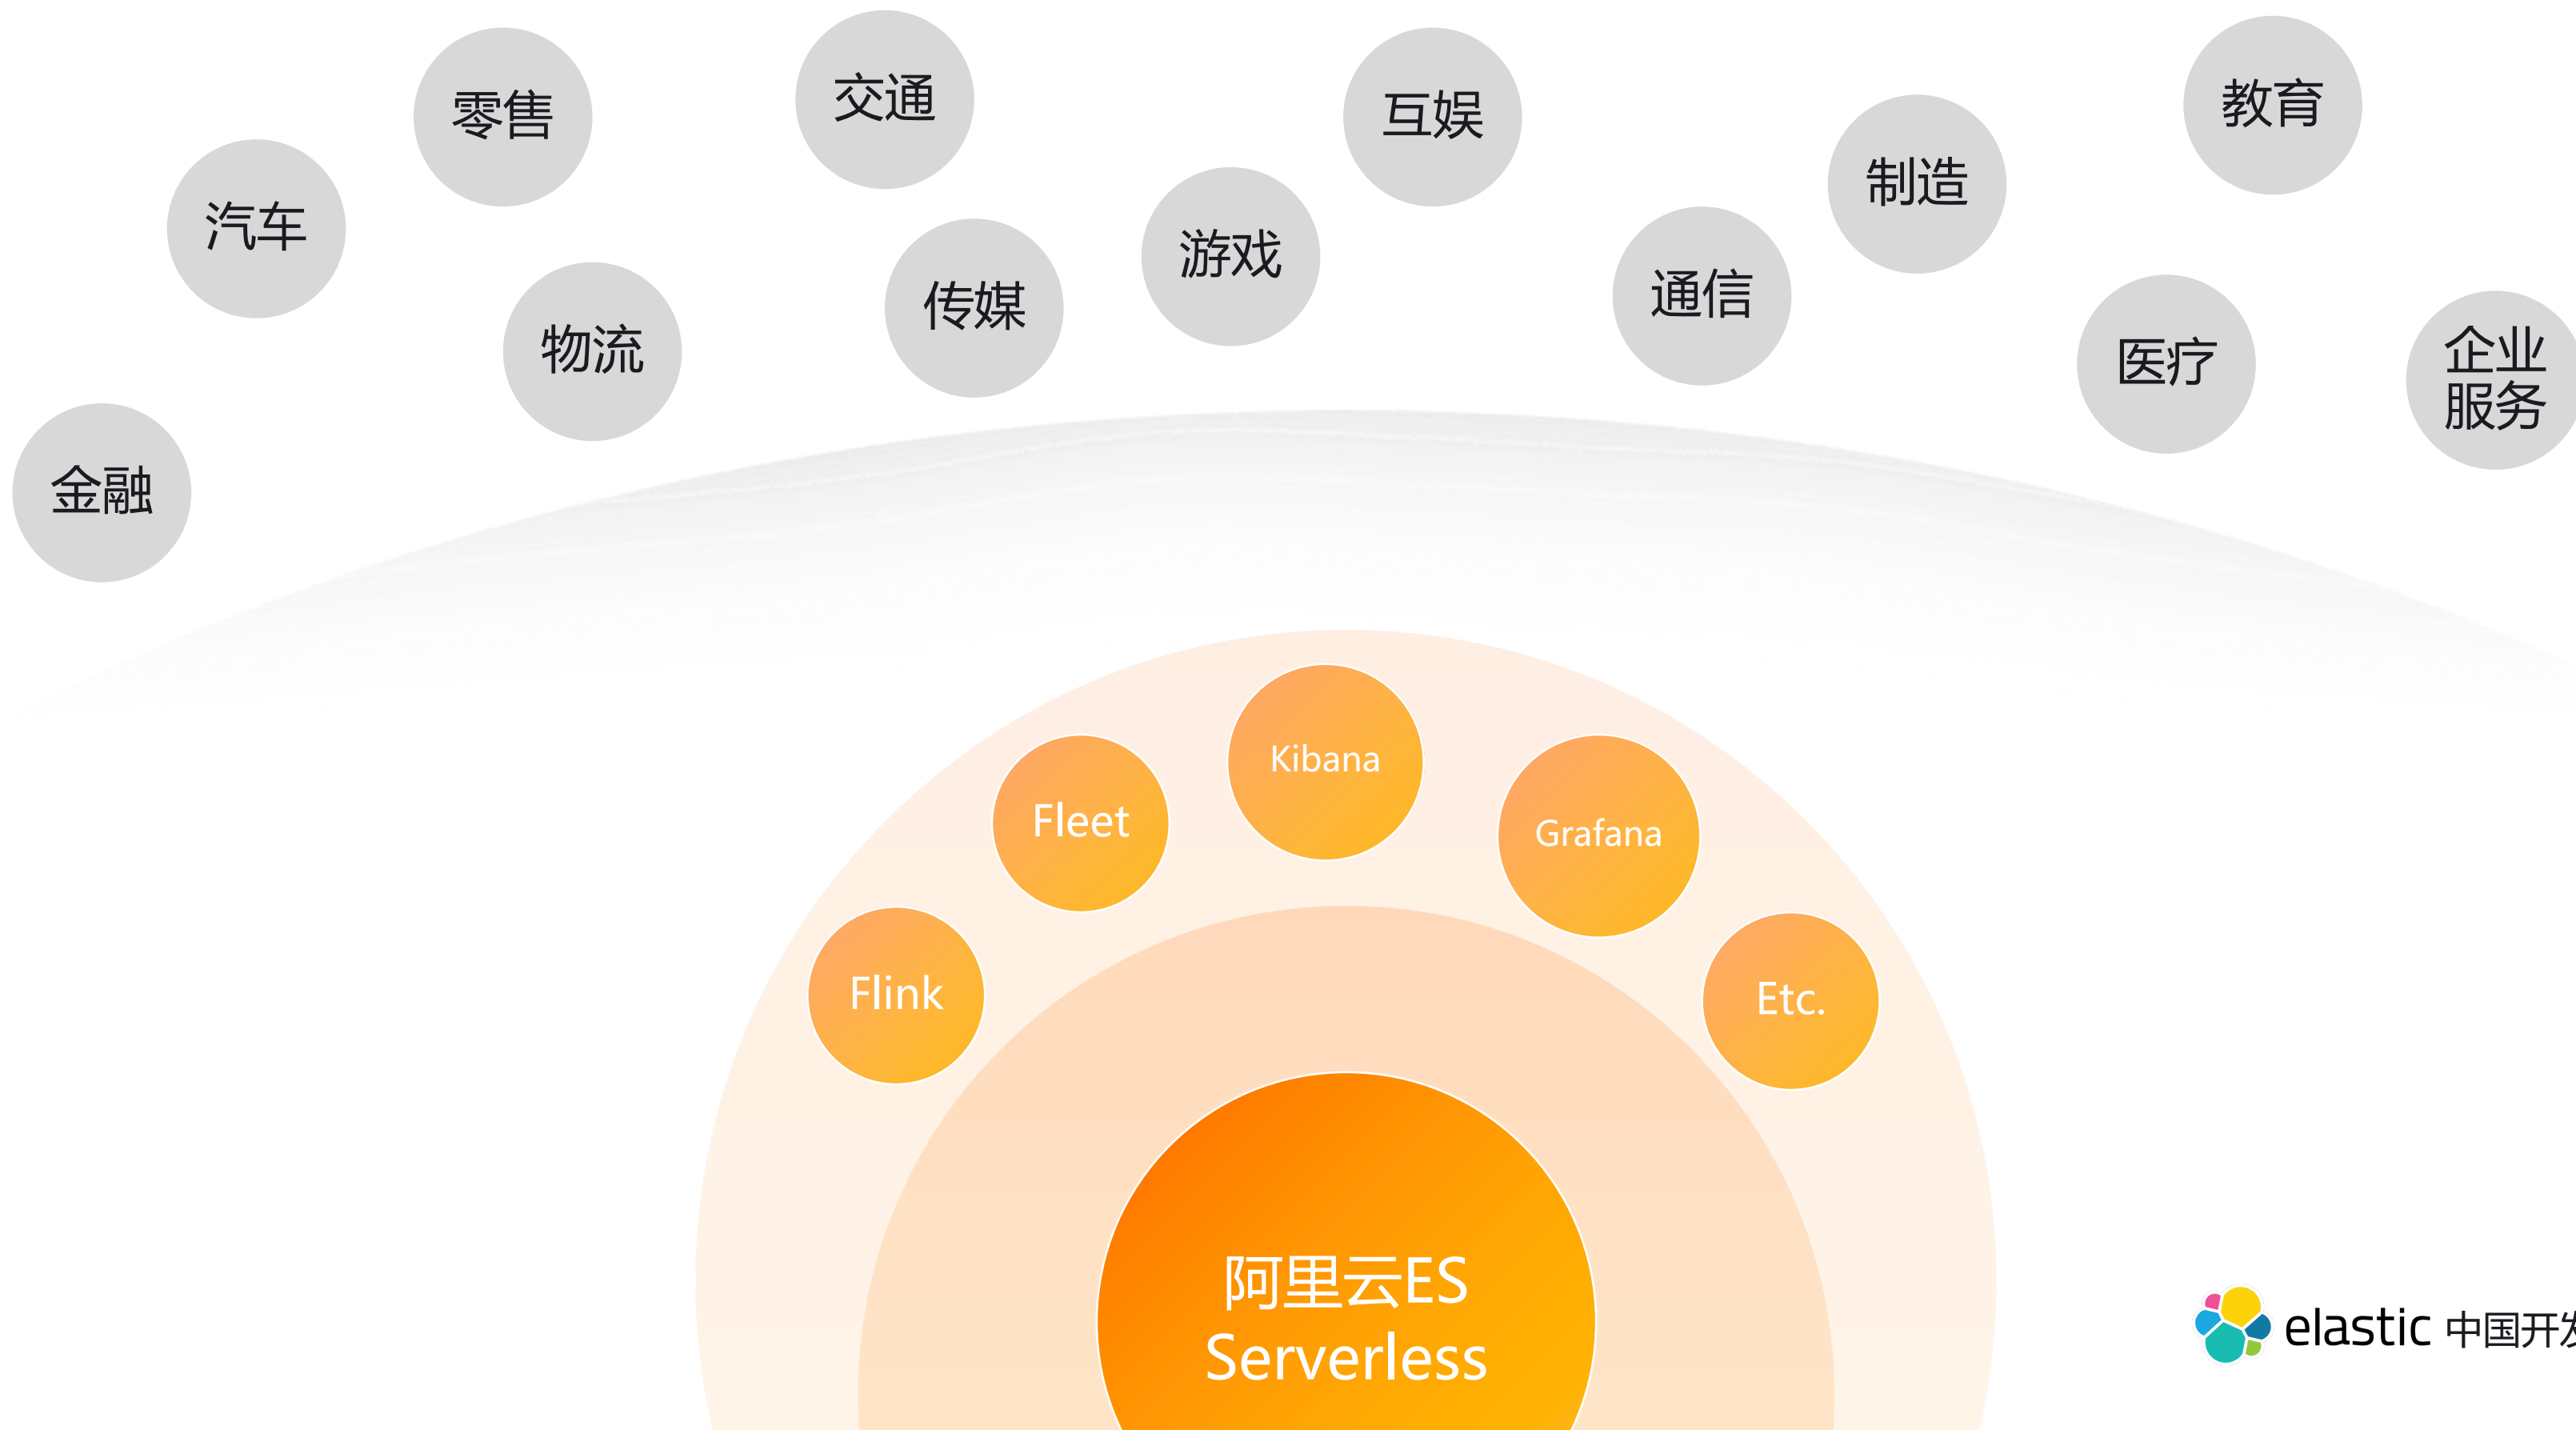 零售
交通
互娱
教育
汽车
制造
游戏
物流
传媒
通信
医疗
企业
服务
金融
Kibana
Fleet
Grafana
Flink
Etc.
阿里云ES
Serverless
elastic 中国开发